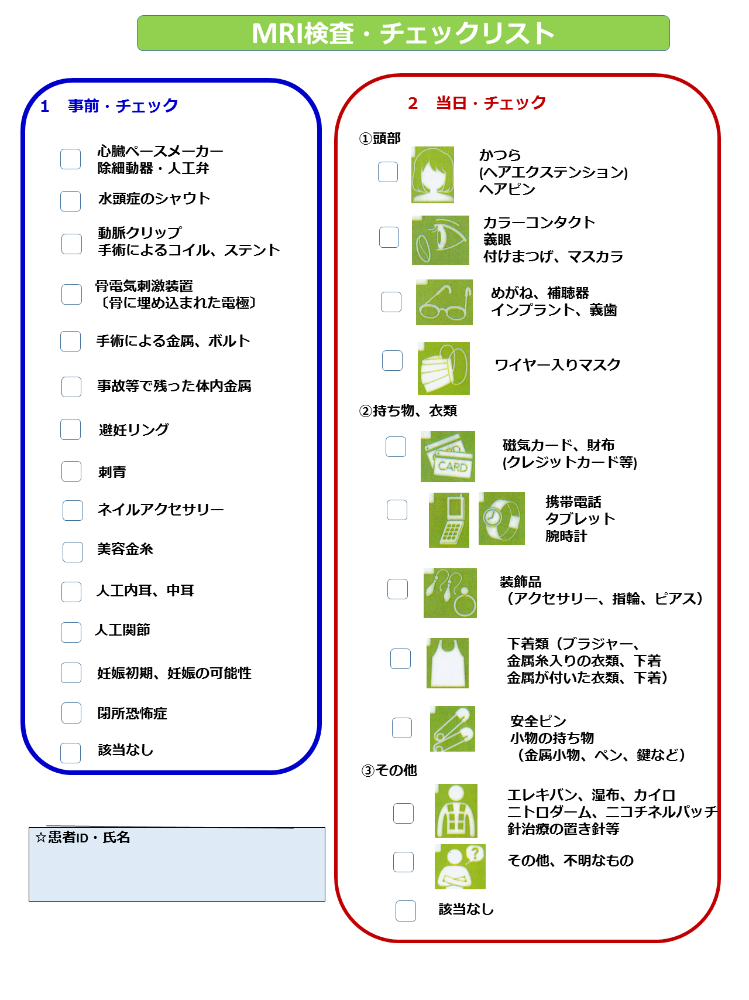 MRI検査・チェックリスト
1 事前・チェック
心臓ペースメーカー
除細動器・人工弁
水頭症のシャウト
動脈クリップ
手術によるコイル、ステント
骨電気刺激装置
〔骨に埋め込まれた電極〕
手術による金属、ボルト
事故等で残った体内金属
避妊リング
刺青
ネイルアクセサリー
美容金糸
人工内耳、中耳
人工関節
妊娠初期、妊娠の可能性
閉所恐怖症
該当なし
☆患者ID・氏名
2 当日・チェック
①頭部
かつら
(ヘアエクステンション)
ヘアピン
カラーコンタクト
義眼
付けまつげ、マスカラ
めがね、補聴器
インプラント、義歯
ワイヤー入りマスク
②持ち物、衣類
CARD
磁気カード、財布
(クレジットカード等)
携帯電話
タブレット
腕時計
装飾品
（アクセサリー、指輪、ピアス）
下着類（ブラジャー、
金属糸入りの衣類、下着
金属が付いた衣類、下着）
安全ピン
小物の持ち物
（金属小物、ペン、鍵など）
③その他
エレキバン、湿布、カイロ
ニトロダーム、ニコチネルパッチ
針治療の置き針等
?
その他、不明なもの
該当なし